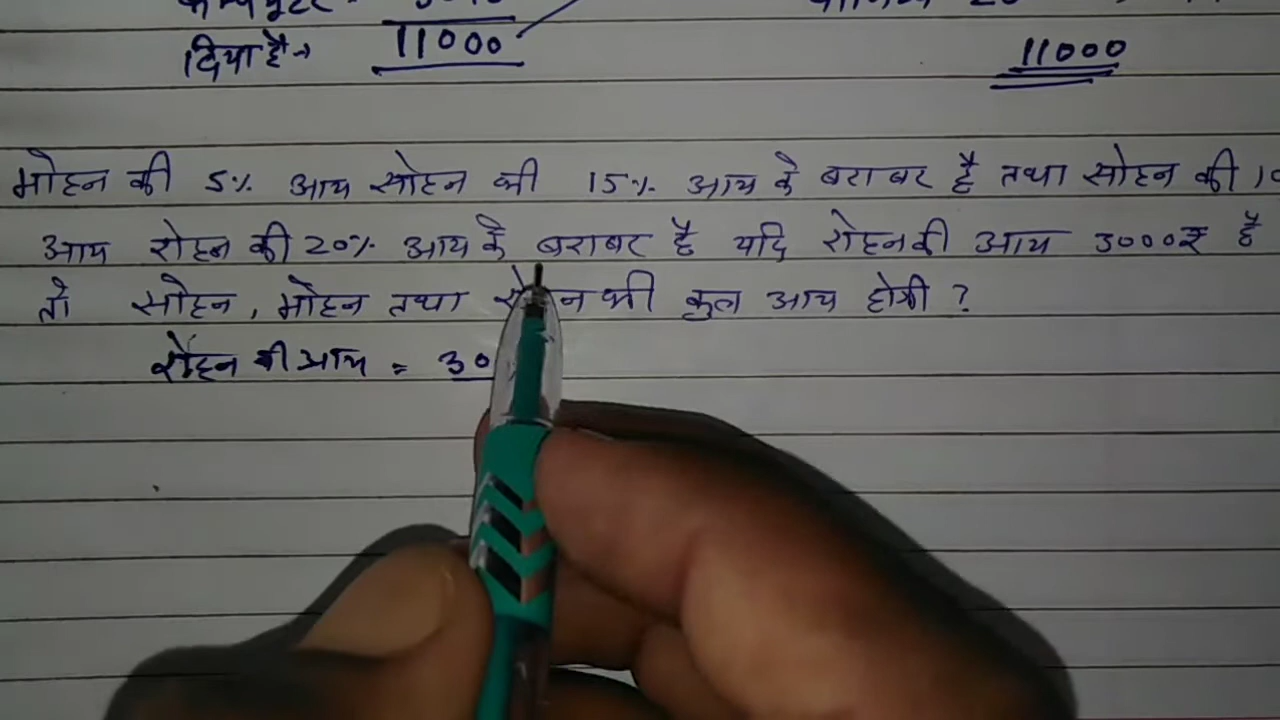 दिया है→ 11000 11000
मोहन की 5% आय सोहन की 15% आय के बराबर है तथा सोहन की 10
आय रोहन की 20% आय के बराबर है यदि रोहन की आय 3000₹ है
तो सोहन, मोहन तथा की कुल आय होगी ?
रोहन की आय = 30